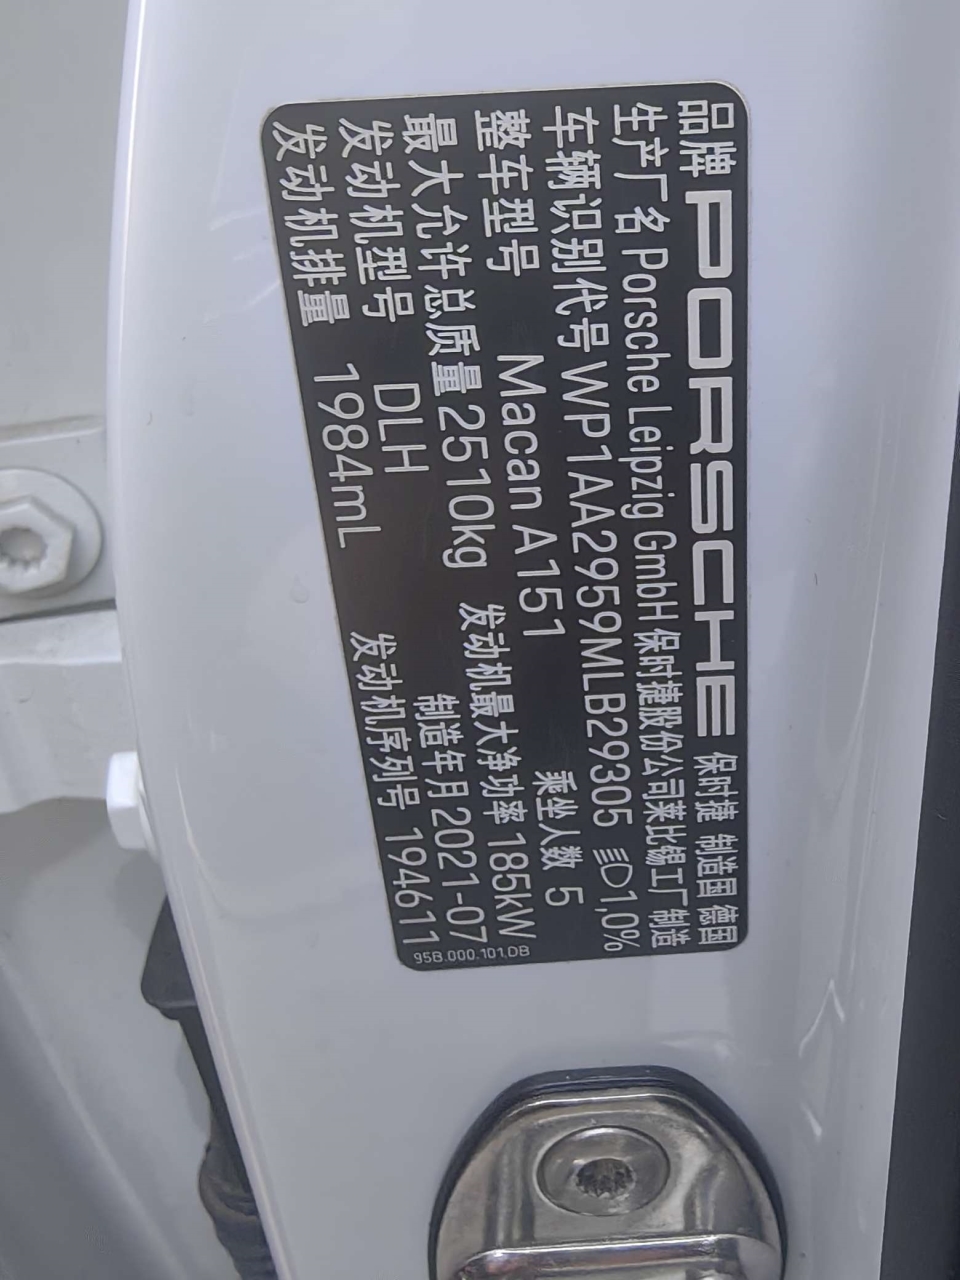 品牌 PORSCHE 保时捷 制造国 德国
生产厂名 Porsche Leipzig GmbH 保时捷股份公司莱比锡工厂制造
车辆识别代号 WP1AA2959MLB29305 1,0%
整车型号 Macan A151 乘坐人数 5
最大允许总质量 2510kg 发动机最大净功率 185kW
发动机型号 DLH 制造年月 2021-07
发动机排量 1984mL 发动机序列号 194611
95B.000.101.DB